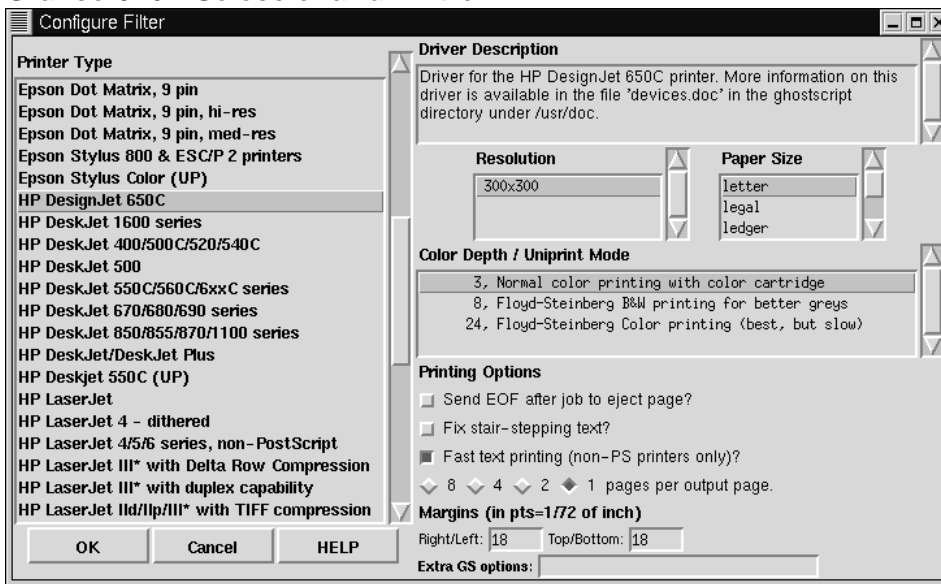 Configure Filter
Printer Type
Epson Dot Matrix, 9 pin
Epson Dot Matrix, 9 pin, hi-res
Epson Dot Matrix, 9 pin, med-res
Epson Stylus 800 & ESC/P 2 printers
Epson Stylus Color (UP)
HP DesignJet 650C
HP DeskJet 1600 series
HP DeskJet 400/500C/520/540C
HP DeskJet 500
HP DeskJet 550C/560C/6xxC series
HP DeskJet 670/680/690 series
HP DeskJet 850/855/870/1100 series
HP DeskJet/DeskJet Plus
HP Deskjet 550C (UP)
HP LaserJet
HP LaserJet 4 - dithered
HP LaserJet 4/5/6 series, non-PostScript
HP LaserJet III* with Delta Row Compression
HP LaserJet III* with duplex capability
HP LaserJet IId/IIp/III* with TIFF compression
OK Cancel HELP
Driver Description
Driver for the HP DesignJet 650C printer. More information on this
driver is available in the file 'devices.doc' in the ghostscript
directory under /usr/doc.
Resolution
300x300
Paper Size
letter
legal
ledger
Color Depth / Uniprint Mode
3, Normal color printing with color cartridge
8, Floyd-Steinberg B&W printing for better greys
24, Floyd-Steinberg Color printing (best, but slow)
Printing Options
Send EOF after job to eject page?
Fix stair-stepping text?
Fast text printing (non-PS printers only)?
8 4 2 1 pages per output page.
Margins (in pts=1/72 of inch)
Right/Left: 18 Top/Bottom: 18
Extra GS options: